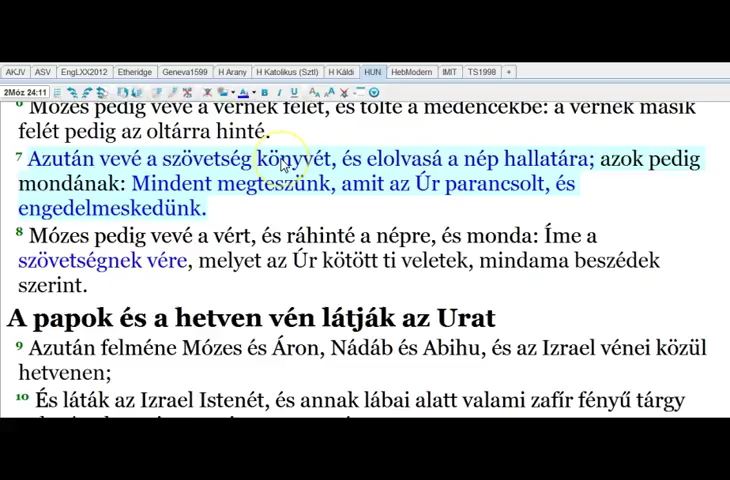 AKJV ASV EngLXX2012 Etheridge Geneva1599 H Arany H Katolikus (SztI) H Káldi HUN HebModern IMIT TS1998 +
2Móz 24:11 B I U
6 Mózes pedig vevé a vérnek felét, és tölté a medencékbe: a vérnek másik
felét pedig az oltárra hinté.
7 Azután vevé a szövetség könyvét, és elolvasá a nép hallatára; azok pedig
mondának: Mindent megteszünk, amit az Úr parancsolt, és
engedelmeskedünk.
8 Mózes pedig vevé a vért, és ráhinté a népre, és monda: Íme a
szövetségnek vére, melyet az Úr kötött ti veletek, mindama beszédek
szerint.
A papok és a hetven vén látják az Urat
9 Azután felméne Mózes és Áron, Nádáb és Abihu, és az Izrael vénei közül
hetvenen;
10 És láták az Izrael Istenét, és annak lábai alatt valami zafír fényű tárgy